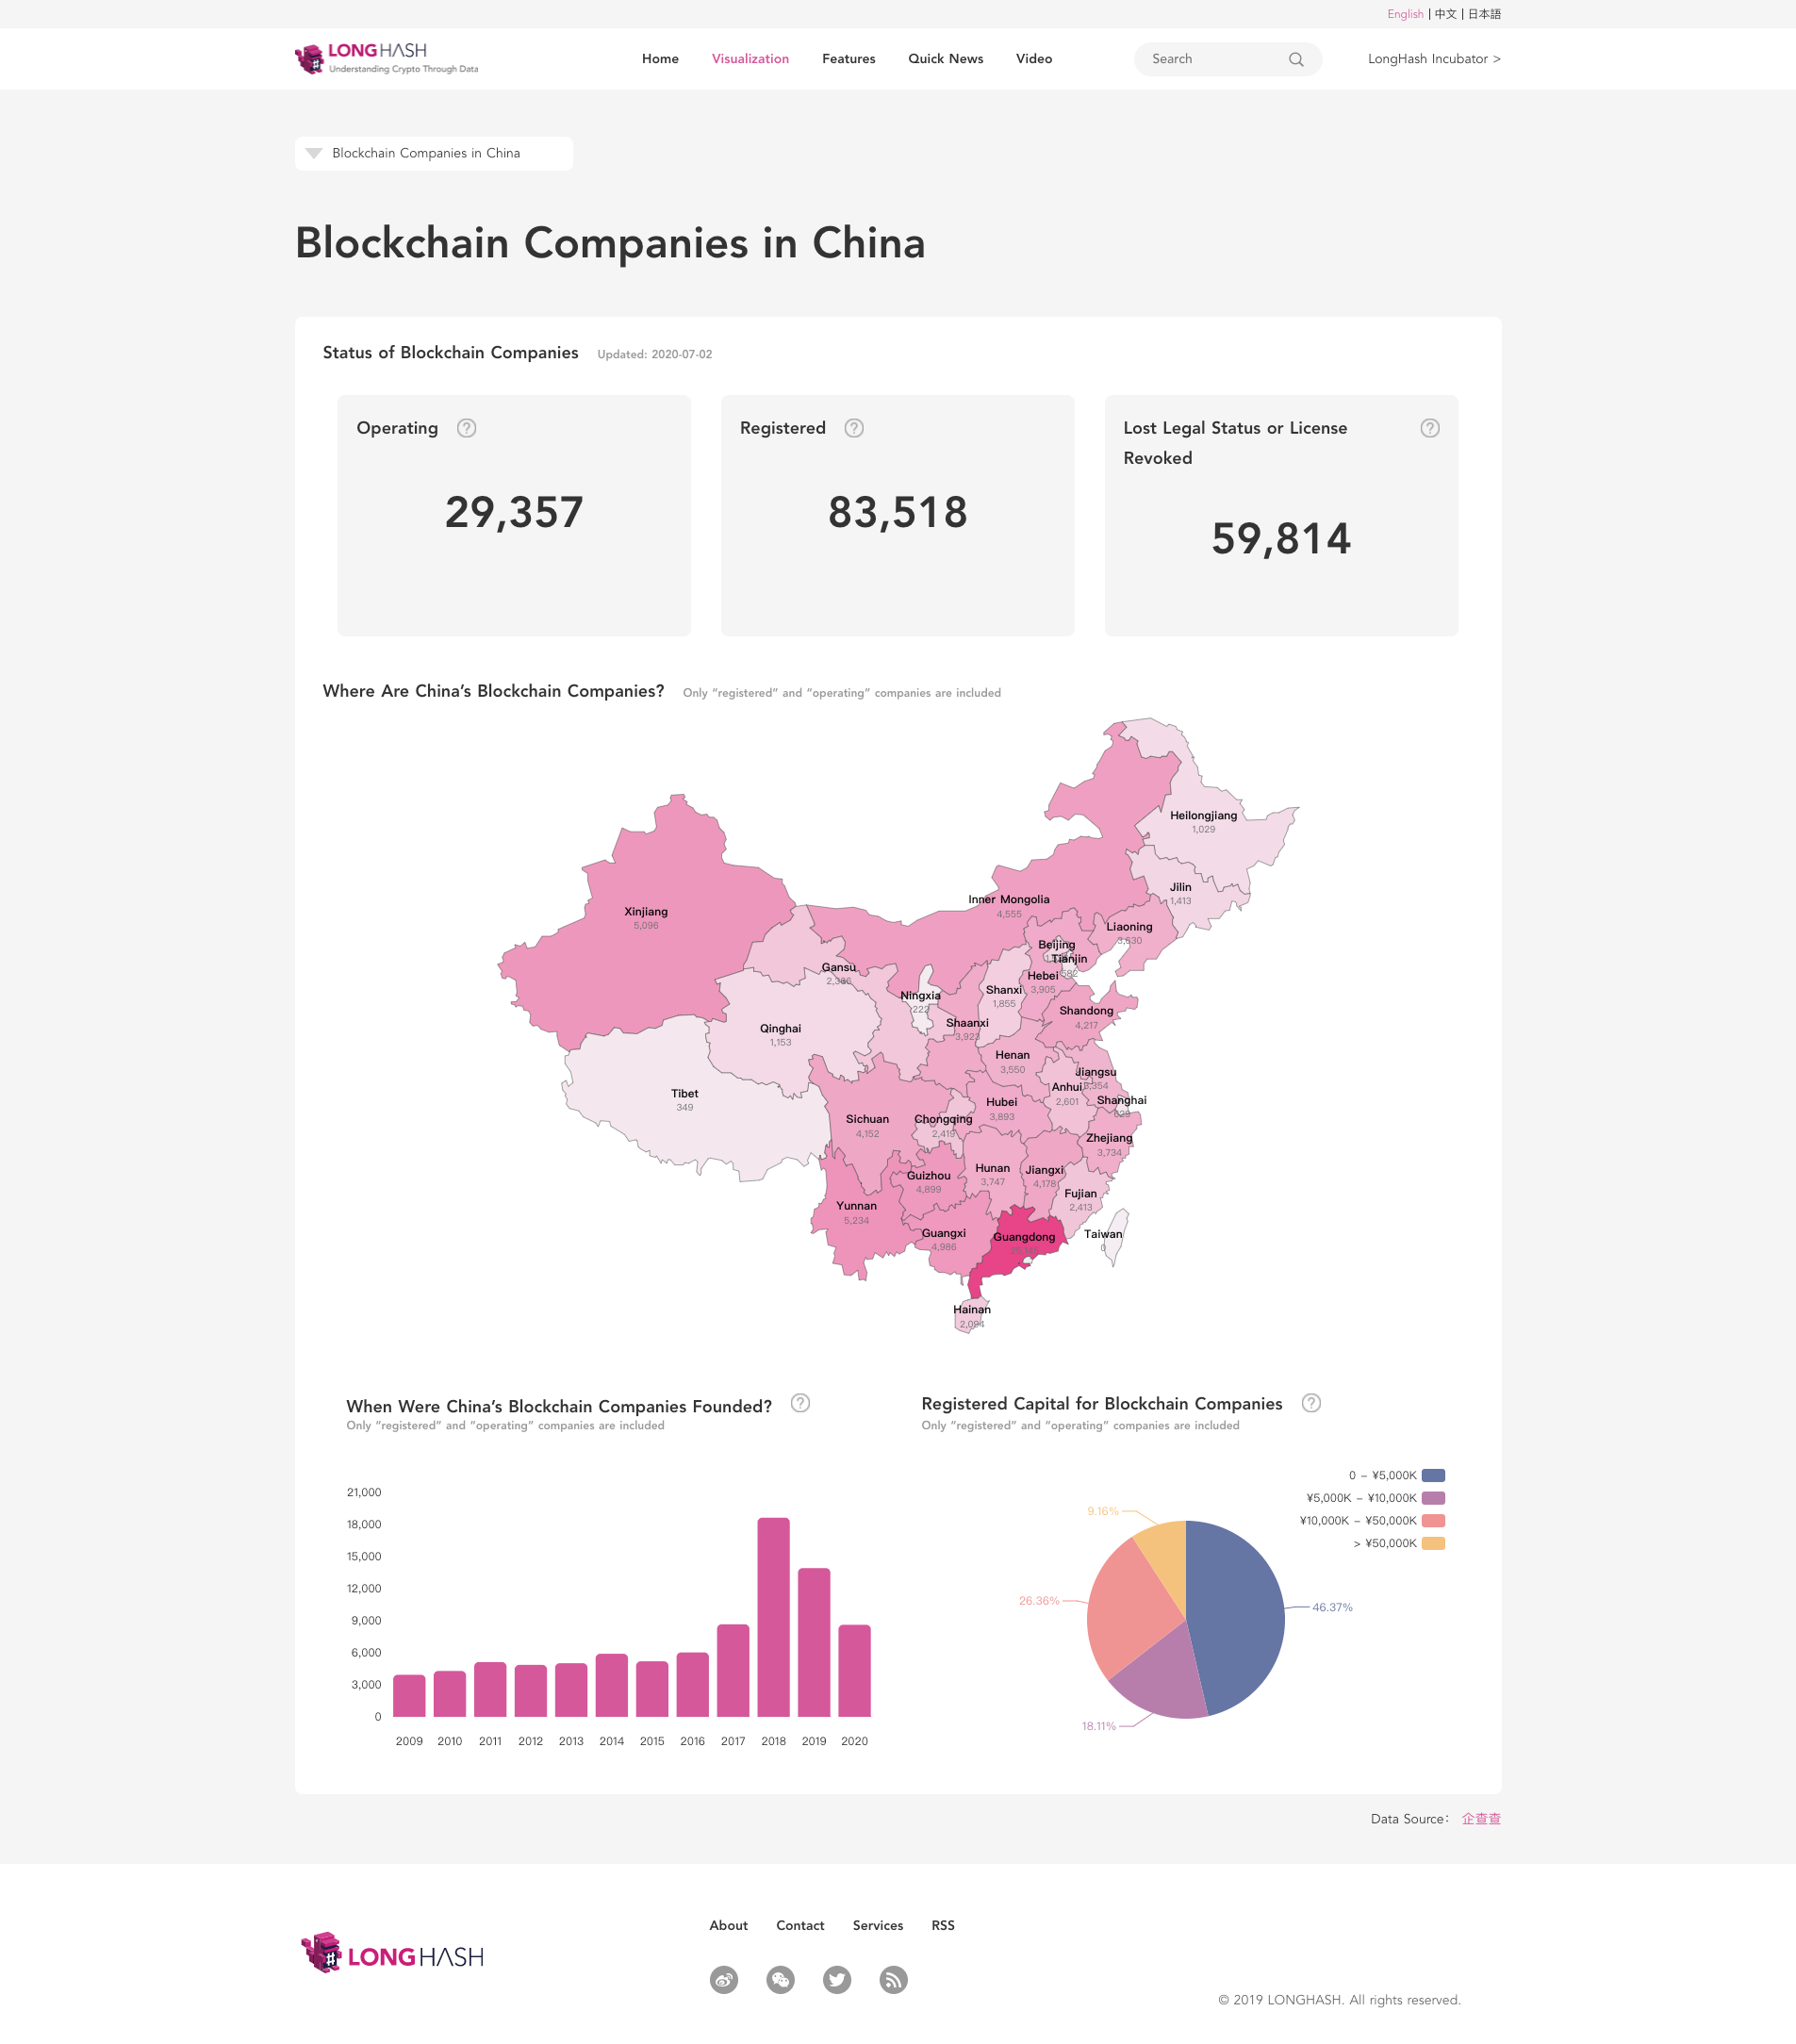 English | 中文 | 日本語
LONGHASH
Understanding Crypto Through Data
Home Visualization Features Quick News Video
Search
LongHash Incubator >
Blockchain Companies in China
Blockchain Companies in China
Status of Blockchain Companies Updated: 2020-07-02
Operating ?
29,357
Registered ?
83,518
Lost Legal Status or License ?
Revoked
59,814
Where Are China's Blockchain Companies? Only "registered" and "operating" companies are included
Heilongjiang
1,029
Jilin
1,413
Inner Mongolia
4,555
Xinjiang
5,096
Liaoning
3,630
Beijing
Tianjin
582
Gansu
2,386
Hebei
3,905
Shanxi
1,855
Ningxia
222
Shandong
4,217
Shaanxi
3,923
Qinghai
1,153
Henan
3,550
Jiangsu
3,354
Anhui
2,601
Tibet
349
Shanghai
Hubei
3,893
Sichuan
4,152
Chongqing
2,419
Zhejiang
3,734
Hunan
3,747
Jiangxi
4,178
Guizhou
4,899
Fujian
2,413
Yunnan
5,234
Guangxi
4,986
Guangdong
Taiwan
0
Hainan
2,094
When Were China's Blockchain Companies Founded? ?
Only "registered" and "operating" companies are included
21,000
18,000
15,000
12,000
9,000
6,000
3,000
0
2009 2010 2011 2012 2013 2014 2015 2016 2017 2018 2019 2020
Registered Capital for Blockchain Companies ?
Only "registered" and "operating" companies are included
0 – ¥5,000K
¥5,000K – ¥10,000K
¥10,000K – ¥50,000K
> ¥50,000K
9.16%
26.36%
46.37%
18.11%
Data Source： 企查查
About Contact Services RSS
LONGHASH
© 2019 LONGHASH. All rights reserved.